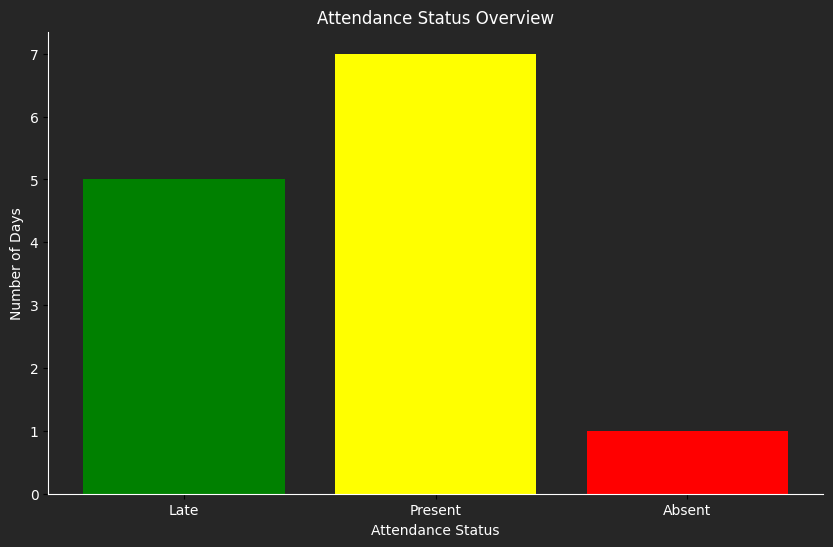 Attendance Status Overview
Number of Days
7
6
5
4
3
2
1
0
Late Present Absent
Attendance Status